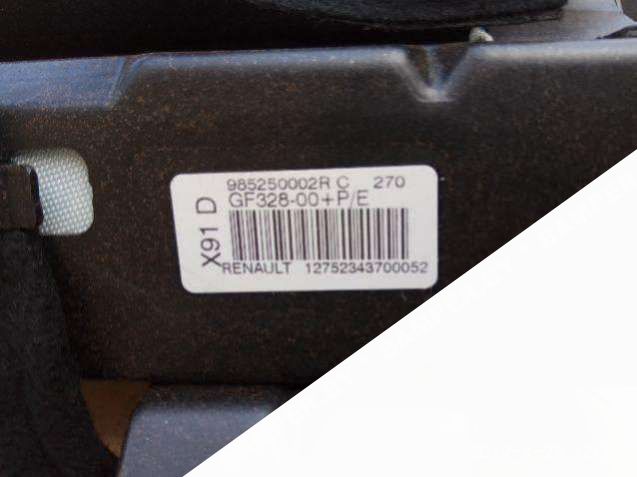 985250002R C 270
GF328-00+P/E
X91 D
RENAULT 12752343700052